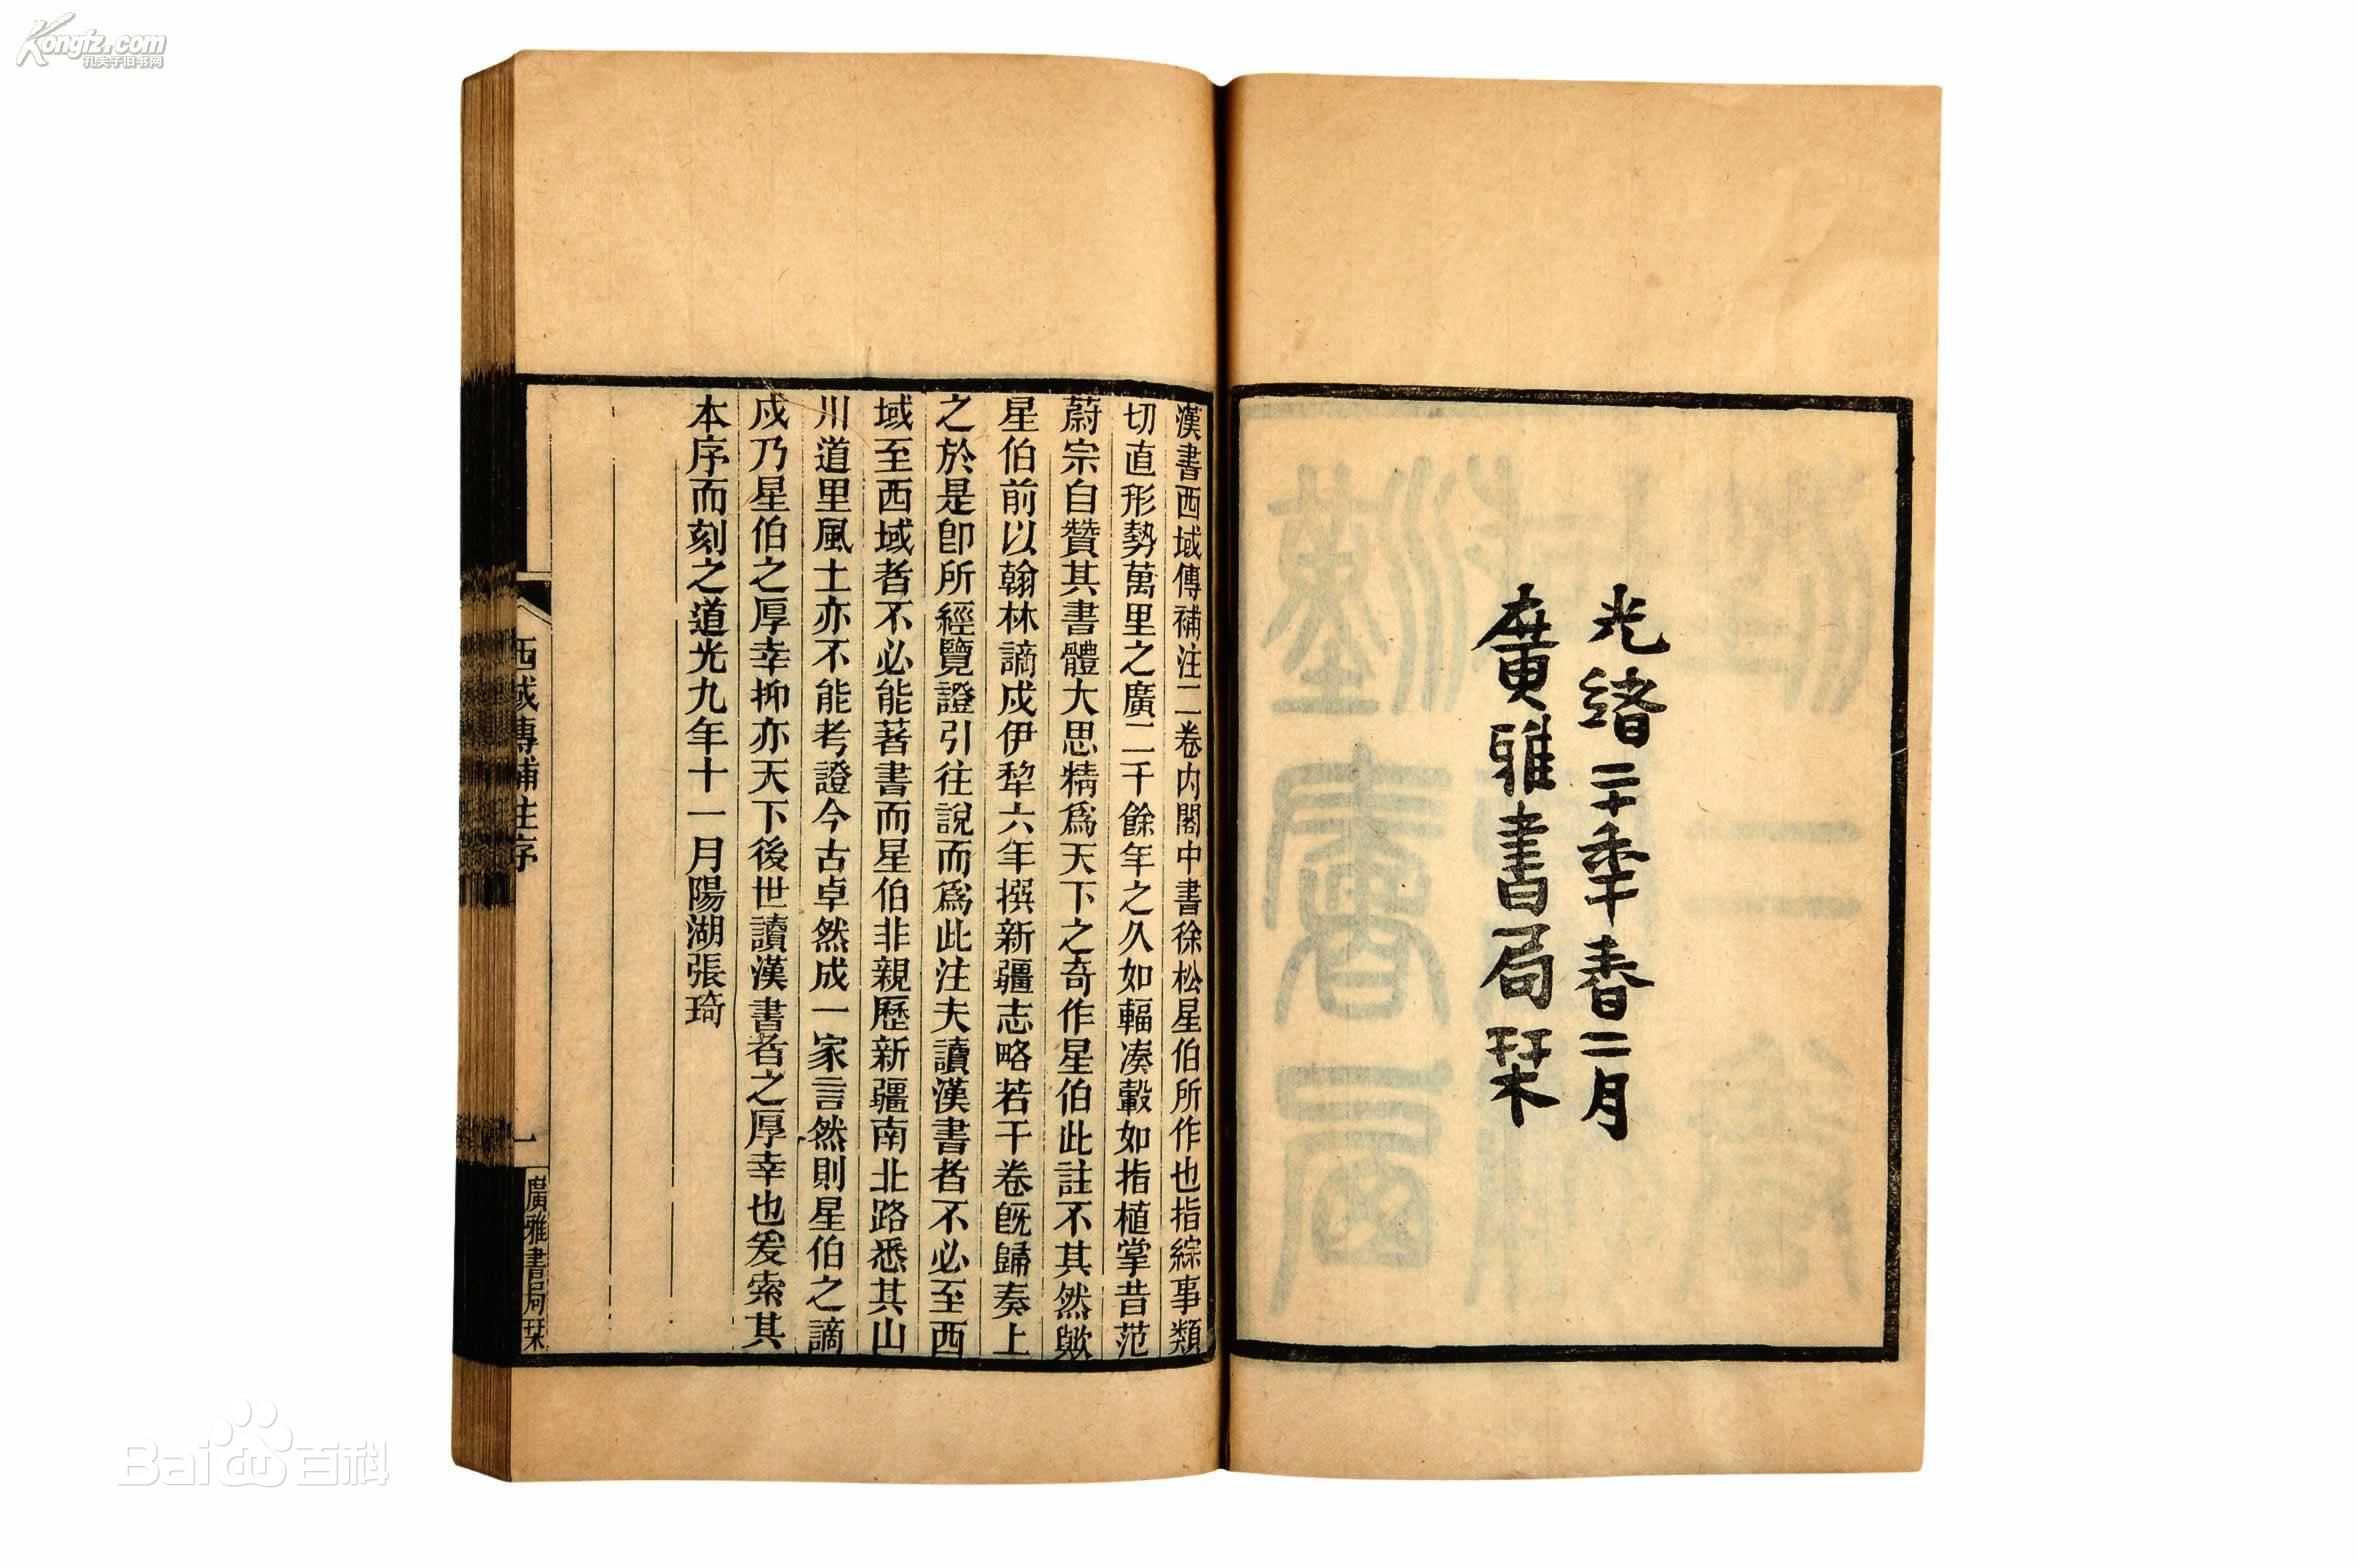 Kongfz.com
孔夫子旧书网
光緒二十季春二月
廣雅書局栞
漢書西域傳補注二卷内閣中書徐松星伯所作也指綜事類
切直形勢萬里之廣二千餘年之久如輻湊轂如指植掌昔范
蔚宗自贊其書體大思精爲天下之奇作星伯此註不其然歟
星伯前以翰林謫戍伊犂六年撰新疆志略若干卷旣歸奏上
之於是卽所經覽證引往說而爲此注夫讀漢書者不必至西
域至西域者不必能著書而星伯非親歷新疆南北路悉其山
川道里風土亦不能考證今古卓然成一家言然則星伯之謫
戍乃星伯之厚幸抑亦天下後世讀漢書者之厚幸也爰索其
本序而刻之道光九年十一月陽湖張琦
西域傳補注序
一
廣雅書局栞
Bai百科